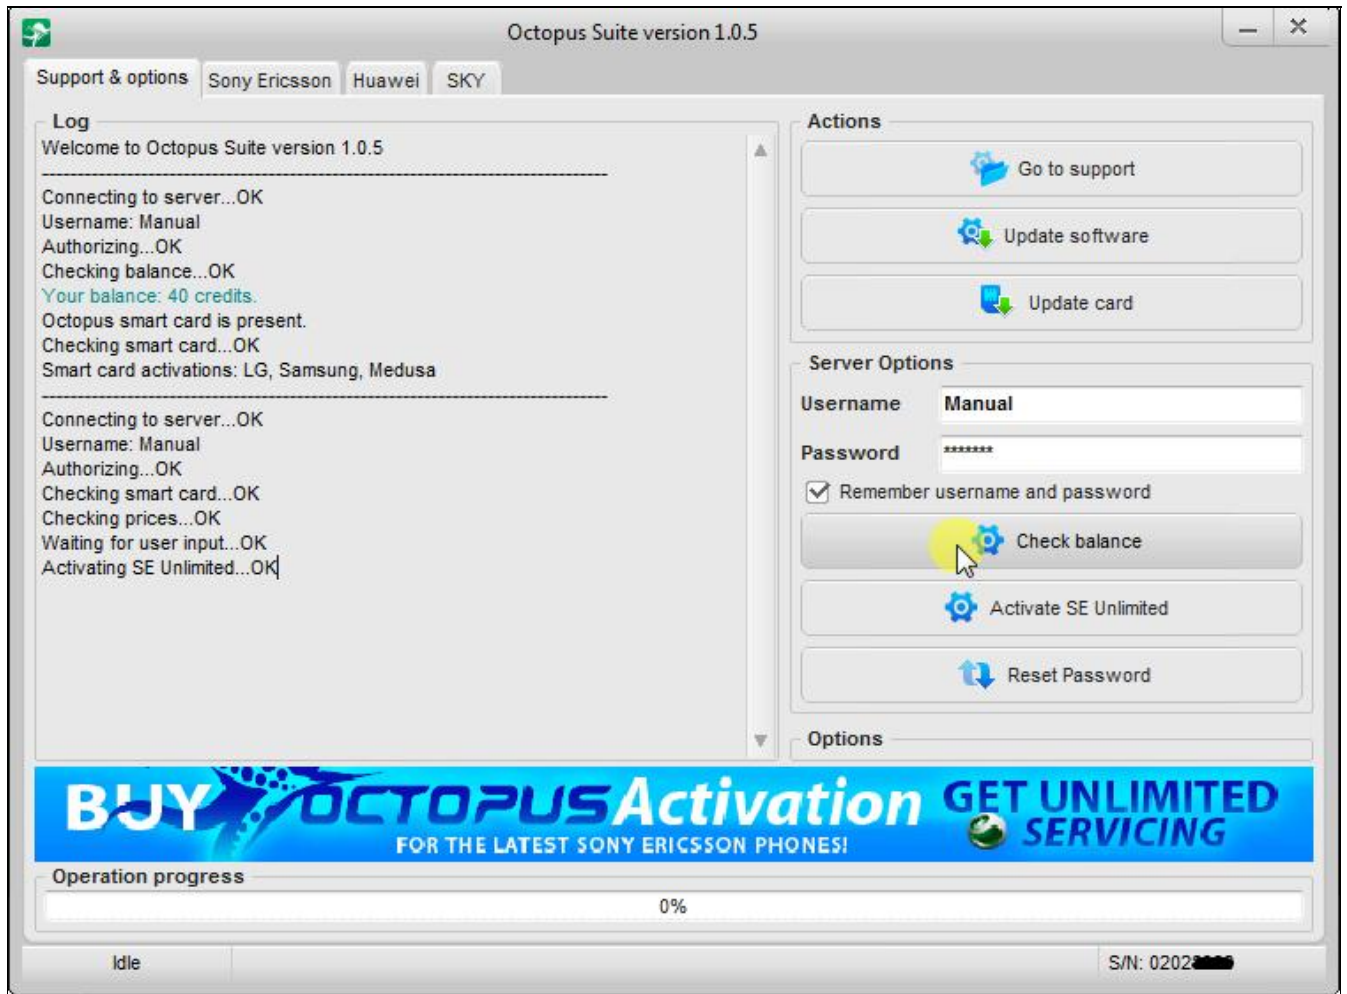 Octopus Suite version 1.0.5
Support & options
Sony Ericsson
Huawei
SKY
Log
Welcome to Octopus Suite version 1.0.5
Connecting to server...OK
Username: Manual
Authorizing...OK
Checking balance...OK
Your balance: 40 credits.
Octopus smart card is present.
Checking smart card...OK
Smart card activations: LG, Samsung, Medusa
Connecting to server...OK
Username: Manual
Authorizing...OK
Checking smart card...OK
Checking prices...OK
Waiting for user input...OK
Activating SE Unlimited...OK
Actions
Go to support
Update software
Update card
Server Options
Username
Manual
Password
*******
Remember username and password
Check balance
Activate SE Unlimited
Reset Password
Options
BUY OCTOPUS Activation
FOR THE LATEST SONY ERICSSON PHONES!
GET UNLIMITED
SERVICING
Operation progress
0%
Idle
S/N: 0202